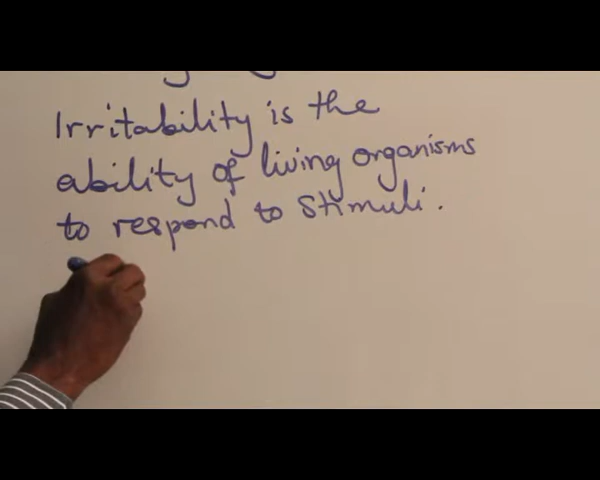 Irritability is the
ability of living organisms
to respond to stimuli.